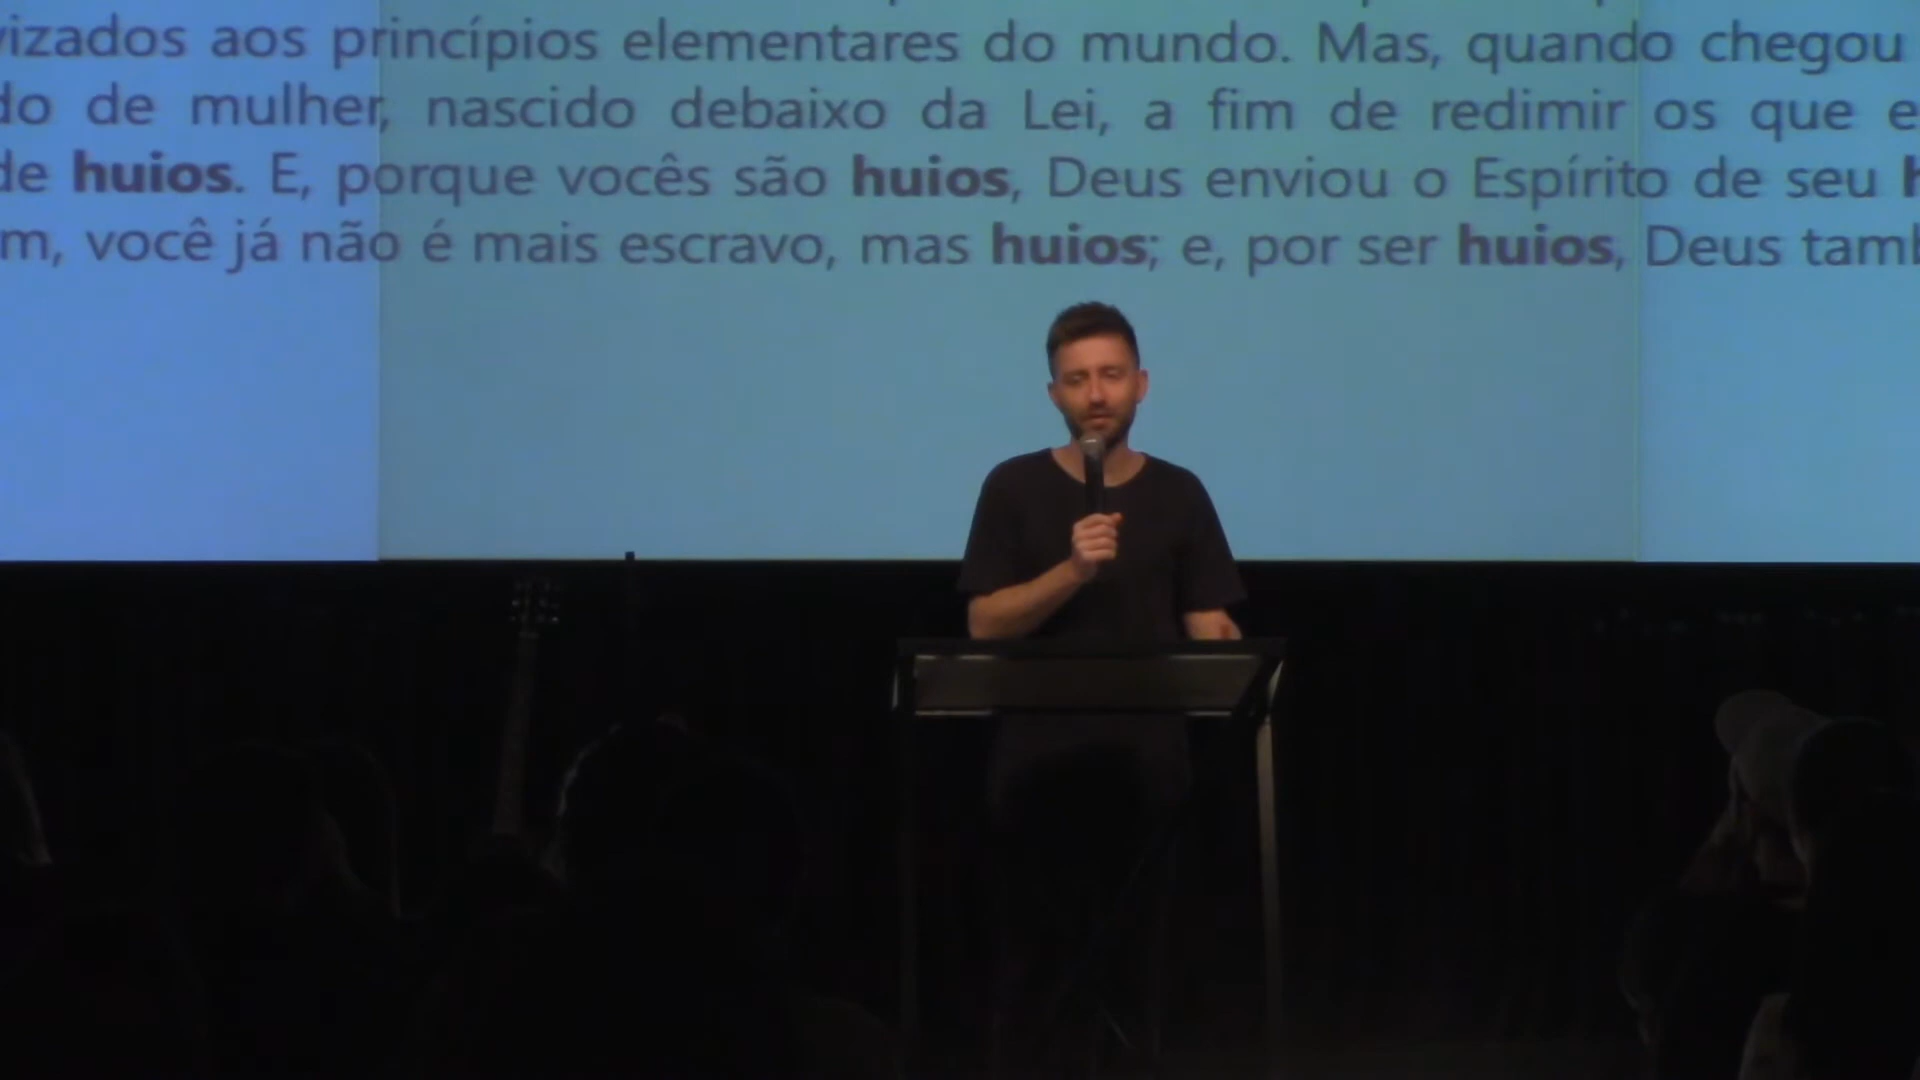 vizados aos princípios elementares do mundo. Mas, quando chegou
do de mulher, nascido debaixo da Lei, a fim de redimir os que e
de huios. E, porque vocês são huios, Deus enviou o Espírito de seu h
m, você já não é mais escravo, mas huios; e, por ser huios, Deus tamb